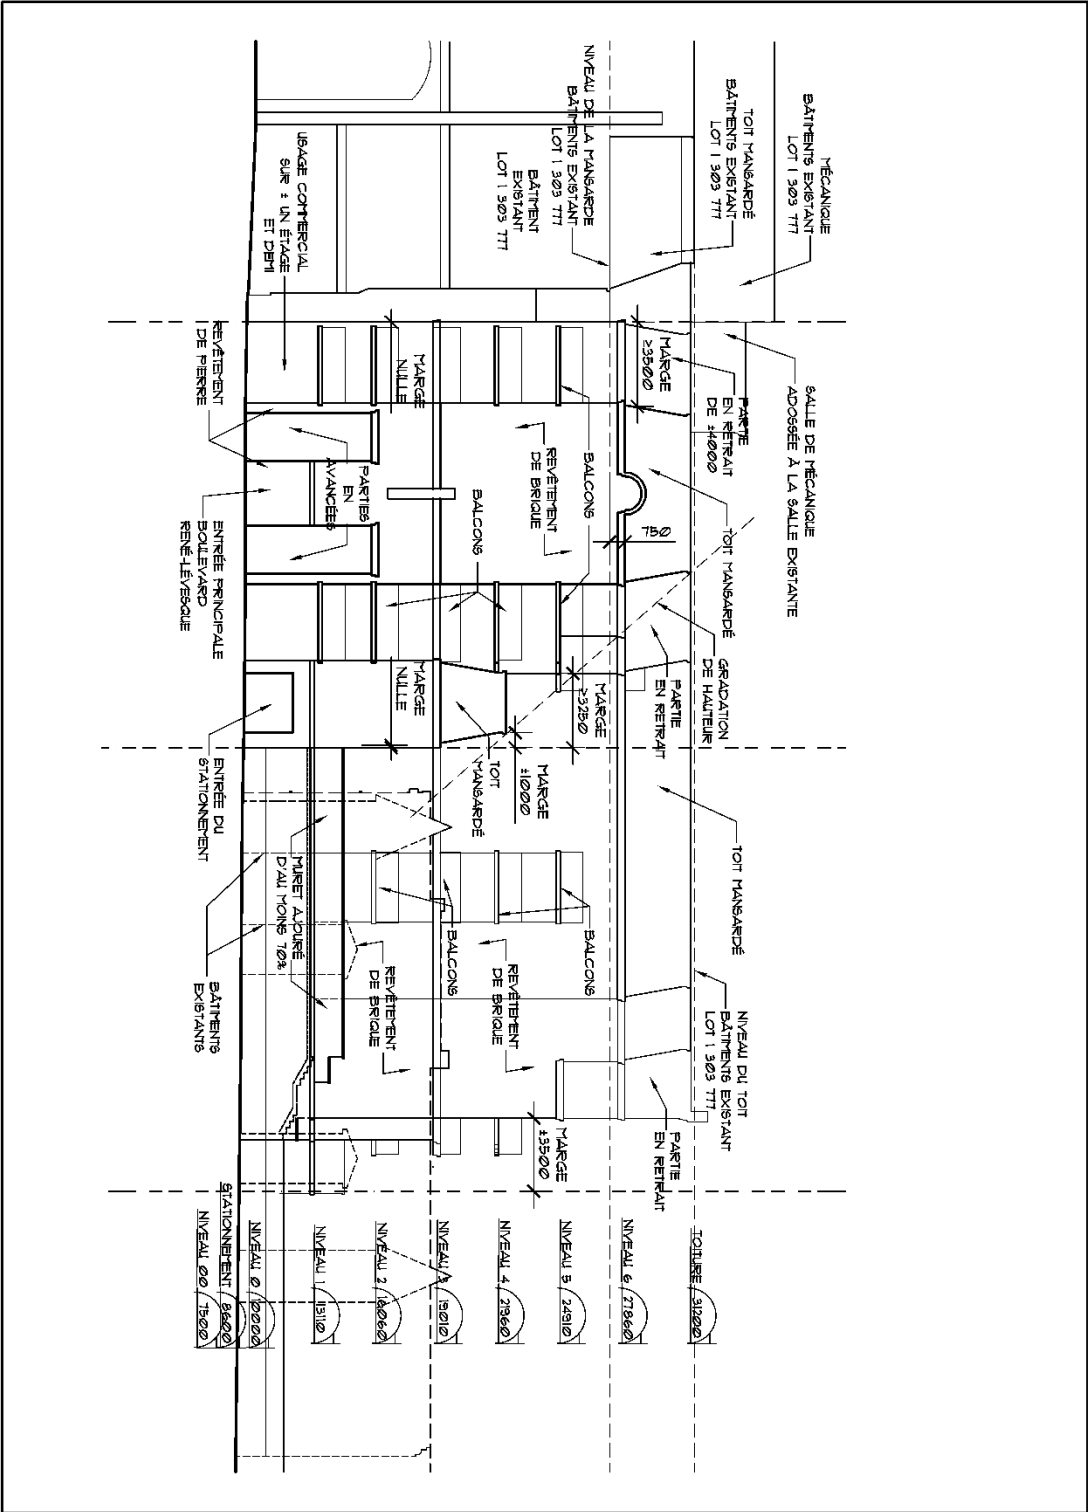 MÉCANIQUE
BÂTIMENTS EXISTANT
LOT 1 303 777
TOIT MANSARDÉ
BÂTIMENTS EXISTANT
LOT 1 303 777
NIVEAU DE LA MANSARDE
BÂTIMENTS EXISTANT
LOT 1 303 777
BÂTIMENT
EXISTANT
LOT 1 303 777
USAGE COMMERCIAL
SUR ± UN ÉTAGE
ET DEMI
SALLE DE MÉCANIQUE
ADOSSÉE À LA SALLE EXISTANTE
PARTIE
EN RETRAIT
DE ±4000
MARGE
≥3500
TOIT MANSARDÉ
GRADATION
DE HAUTEUR
PARTIE
EN RETRAIT
750
BALCONS
REVÊTEMENT
DE BRIQUE
BALCONS
MARGE
NULLE
PARTIES
EN
AVANCÉES
REVÊTEMENT
DE PIERRE
ENTRÉE PRINCIPALE
BOULEVARD
RENÉ-LÉVESQUE
MARGE
NULLE
MARGE
≥3250
MARGE
±1000
TOIT
MANSARDÉ
ENTRÉE DU
STATIONNEMENT
TOIT MANSARDÉ
MURET AJOURÉ
D'AU MOINS 70%
BÂTIMENTS
EXISTANTS
BALCONS
BALCONS
REVÊTEMENT
DE BRIQUE
REVÊTEMENT
DE BRIQUE
NIVEAU DU TOIT
BÂTIMENTS EXISTANT
LOT 1 303 777
PARTIE
EN RETRAIT
MARGE
±3500
TOITURE 31200
NIVEAU 6 27860
NIVEAU 5 24910
NIVEAU 4 21960
NIVEAU 3 19010
NIVEAU 2 16060
NIVEAU 1 13110
NIVEAU 0 10000
STATIONNEMENT 8600
NIVEAU 00 7500